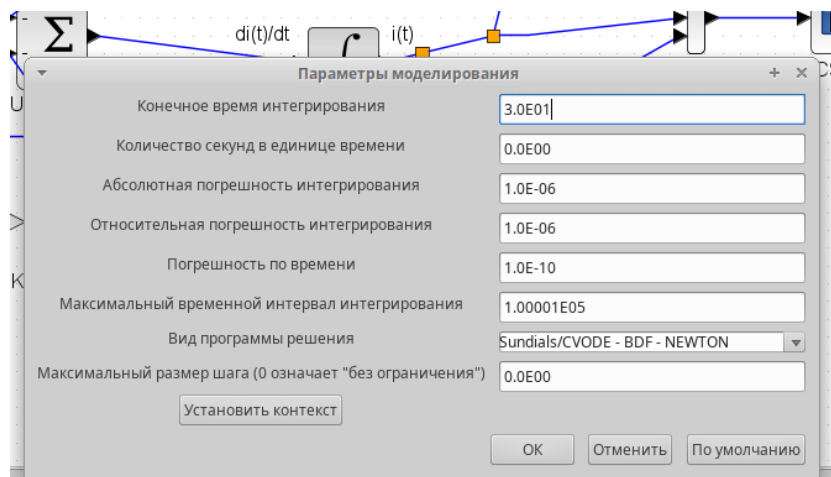 Σ
di(t)/dt
∫
i(t)
Параметры моделирования
U
Конечное время интегрирования
3.0E01
Количество секунд в единице времени
0.0E00
Абсолютная погрешность интегрирования
1.0E-06
Относительная погрешность интегрирования
1.0E-06
Погрешность по времени
1.0E-10
K
Максимальный временной интервал интегрирования
1.00001E05
Вид программы решения
Sundials/CVODE - BDF - NEWTON
Максимальный размер шага (0 означает "без ограничения")
0.0E00
Установить контекст
ОК
Отменить
По умолчанию